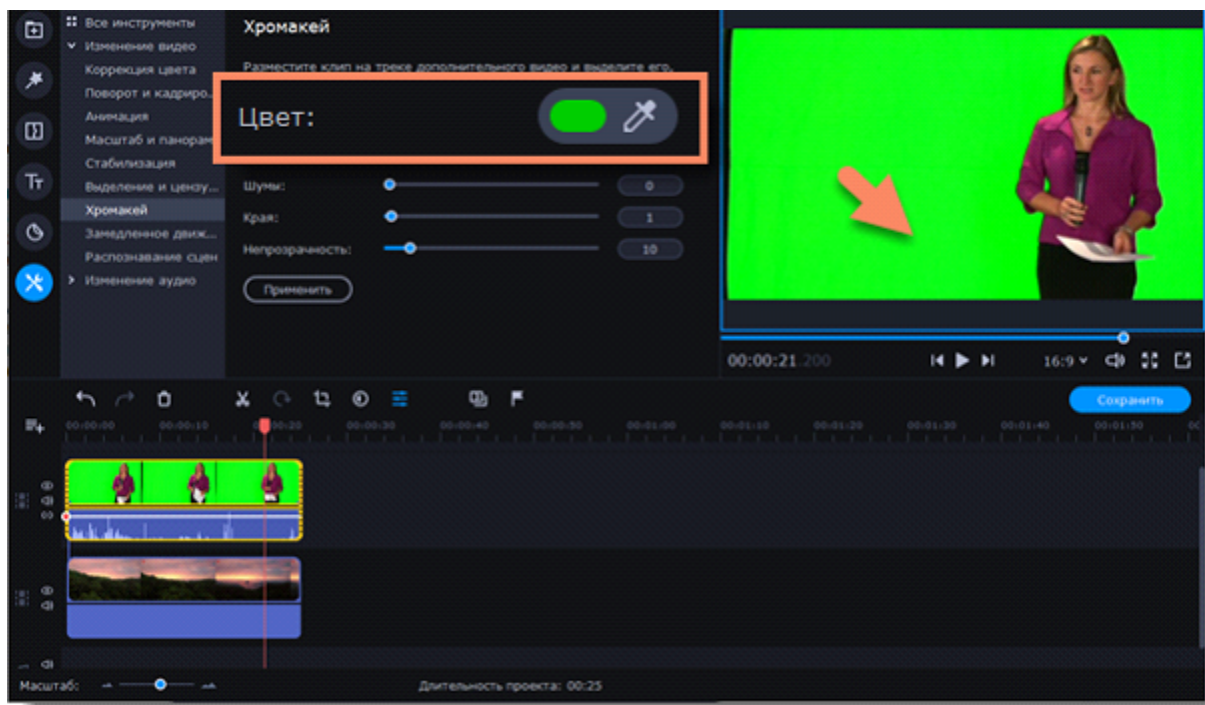 Все инструменты
Изменение видео
Коррекция цвета
Поворот и кадриро...
Анимация
Масштаб и панорам
Стабилизация
Выделение и цензу...
Хромакей
Замедленное движ...
Распознавание сцен
Изменение аудио
Хромакей
Разместите клип на треке дополнительного видео и выделите его.
Цвет:
Шумы: 0
Края: 1
Непрозрачность: 10
Применить
00:00:21.200
16:9
Сохранить
00:00:00 00:00:10 00:00:20 00:00:30 00:00:40 00:00:50 00:01:00 00:01:10 00:01:20 00:01:30 00:01:40 00:01:50 00
Масштаб:
Длительность проекта: 00:25